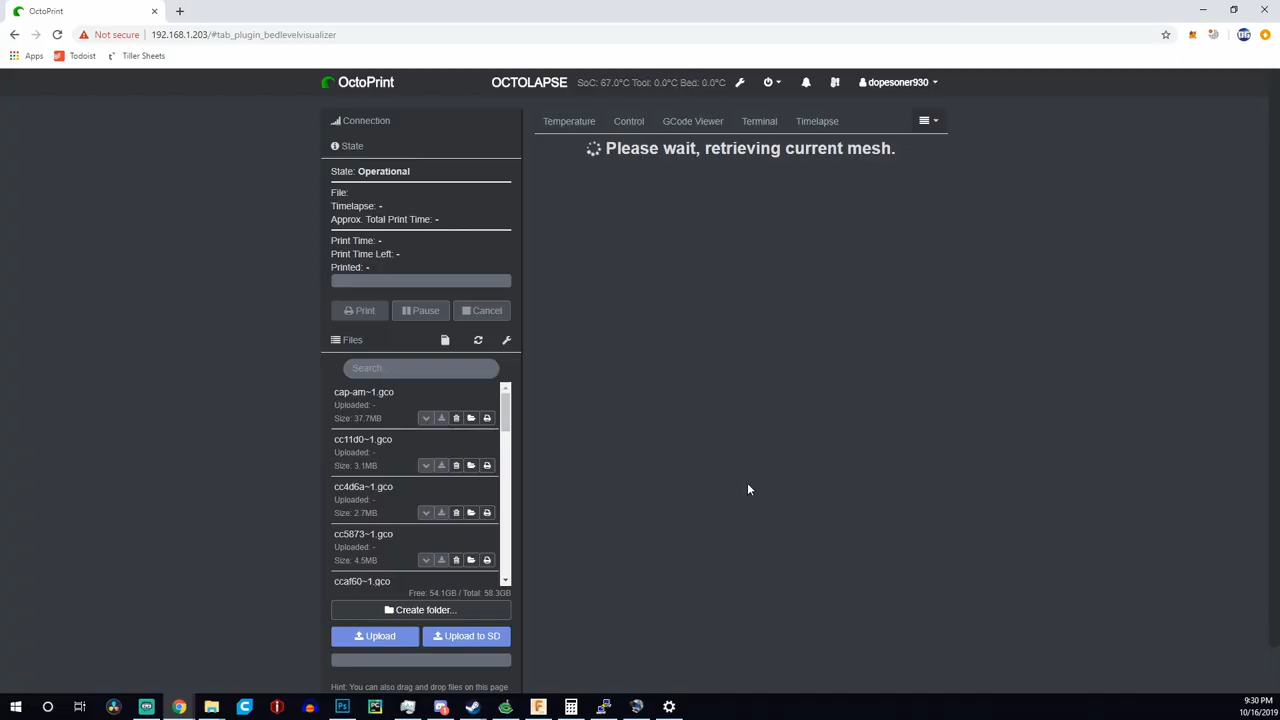 OctoPrint
Not secure 192.168.1.203/#tab_plugin_bedlevelvisualizer
Apps Todoist Tiller Sheets
OctoPrint OCTOLAPSE SoC: 67.0°C Tool: 0.0°C Bed: 0.0°C dopesoner930
Connection
Temperature Control GCode Viewer Terminal Timelapse
State
Please wait, retrieving current mesh.
State: Operational
File:
Timelapse: -
Approx. Total Print Time: -
Print Time: -
Print Time Left: -
Printed: -
Print Pause Cancel
Files
Search...
cap-am~1.gco
Uploaded: -
Size: 37.7MB
cc11d0~1.gco
Uploaded: -
Size: 3.1MB
cc4d6a~1.gco
Uploaded: -
Size: 2.7MB
cc5873~1.gco
Uploaded: -
Size: 4.5MB
ccaf60~1.gco
Free: 54.1GB / Total: 58.3GB
Create folder...
Upload Upload to SD
Hint: You can also drag and drop files on this page
9:30 PM
10/16/2019